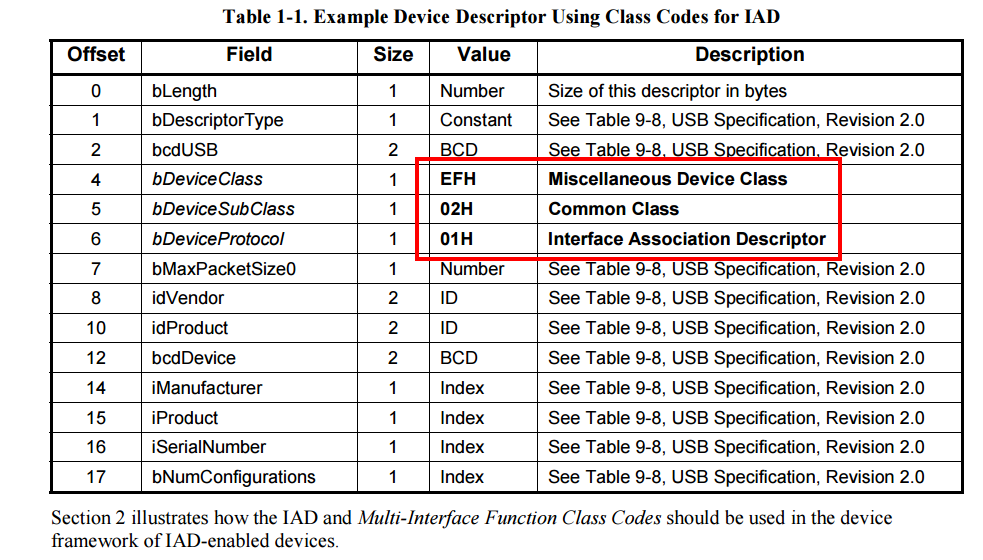 Table 1-1. Example Device Descriptor Using Class Codes for IAD
Offset Field Size Value Description
0 bLength 1 Number Size of this descriptor in bytes
1 bDescriptorType 1 Constant See Table 9-8, USB Specification, Revision 2.0
2 bcdUSB 2 BCD See Table 9-8, USB Specification, Revision 2.0
4 bDeviceClass 1 EFH Miscellaneous Device Class
5 bDeviceSubClass 1 02H Common Class
6 bDeviceProtocol 1 01H Interface Association Descriptor
7 bMaxPacketSize0 1 Number See Table 9-8, USB Specification, Revision 2.0
8 idVendor 2 ID See Table 9-8, USB Specification, Revision 2.0
10 idProduct 2 ID See Table 9-8, USB Specification, Revision 2.0
12 bcdDevice 2 BCD See Table 9-8, USB Specification, Revision 2.0
14 iManufacturer 1 Index See Table 9-8, USB Specification, Revision 2.0
15 iProduct 1 Index See Table 9-8, USB Specification, Revision 2.0
16 iSerialNumber 1 Index See Table 9-8, USB Specification, Revision 2.0
17 bNumConfigurations 1 Index See Table 9-8, USB Specification, Revision 2.0
Section 2 illustrates how the IAD and Multi-Interface Function Class Codes should be used in the device
framework of IAD-enabled devices.